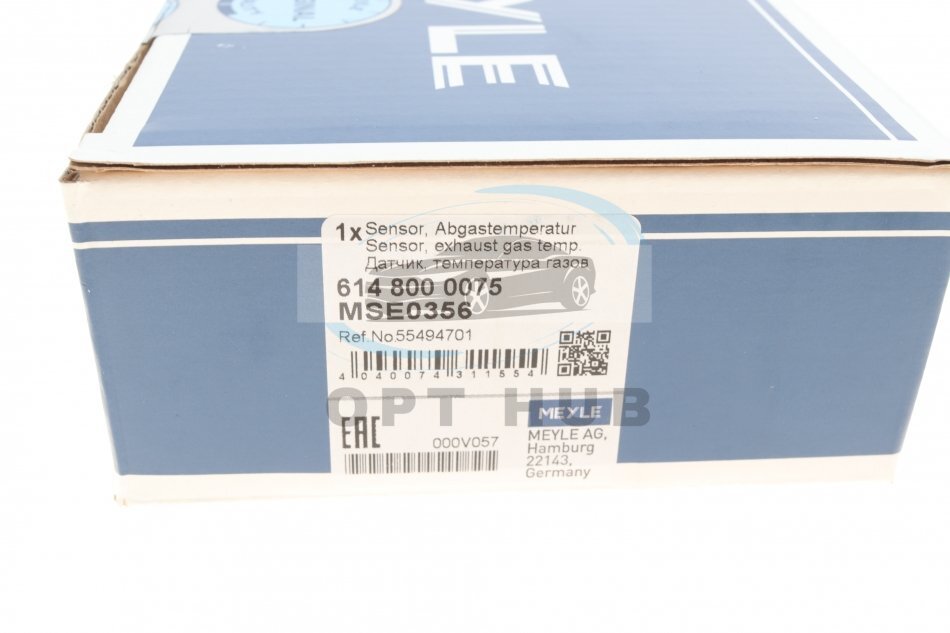 YLE
1x Sensor, Abgastemperatur
Sensor, exhaust gas temp.
Датчик, температура газов
614 800 0075
MSE0356
Ref.No.55494701
4 040074 311554
OPT HUB
EAC
000V057
MEYLE
MEYLE AG,
Hamburg
22143,
Germany